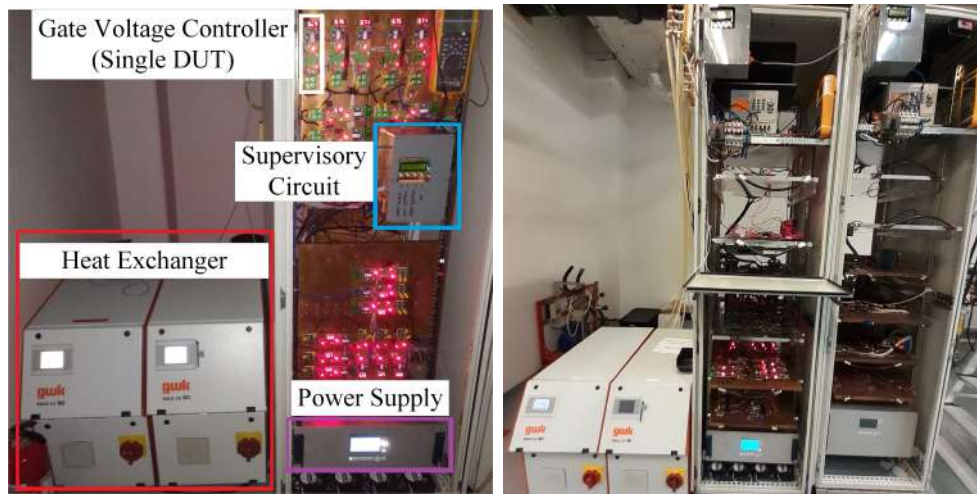 Gate Voltage Controller
(Single DUT)
Supervisory
Circuit
Heat Exchanger
gwk
gwk
Power Supply
gwk
gwk